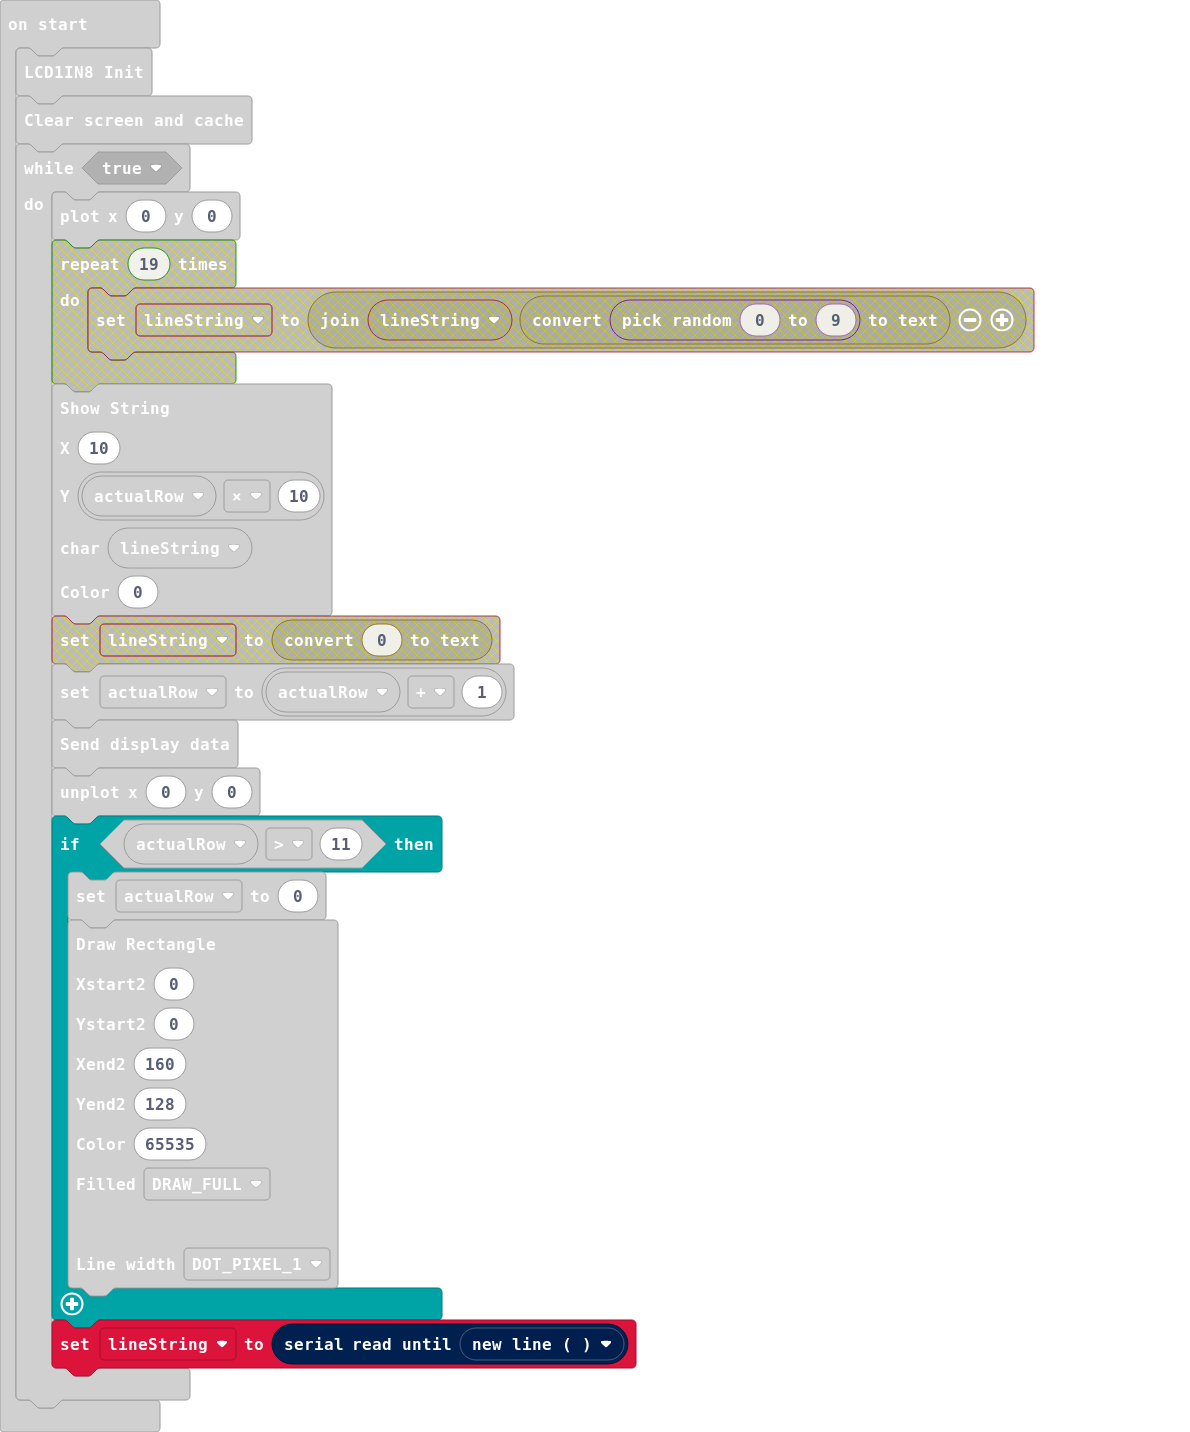 on start
LCD1IN8 Init
Clear screen and cache
while true
do
plot x 0 y 0
repeat 19 times
do
set lineString to join lineString convert pick random 0 to 9 to text
Show String
X 10
Y actualRow × 10
char lineString
Color 0
set lineString to convert 0 to text
set actualRow to actualRow + 1
Send display data
unplot x 0 y 0
if actualRow > 11 then
set actualRow to 0
Draw Rectangle
Xstart2 0
Ystart2 0
Xend2 160
Yend2 128
Color 65535
Filled DRAW_FULL
Line width DOT_PIXEL_1
set lineString to serial read until new line ( )